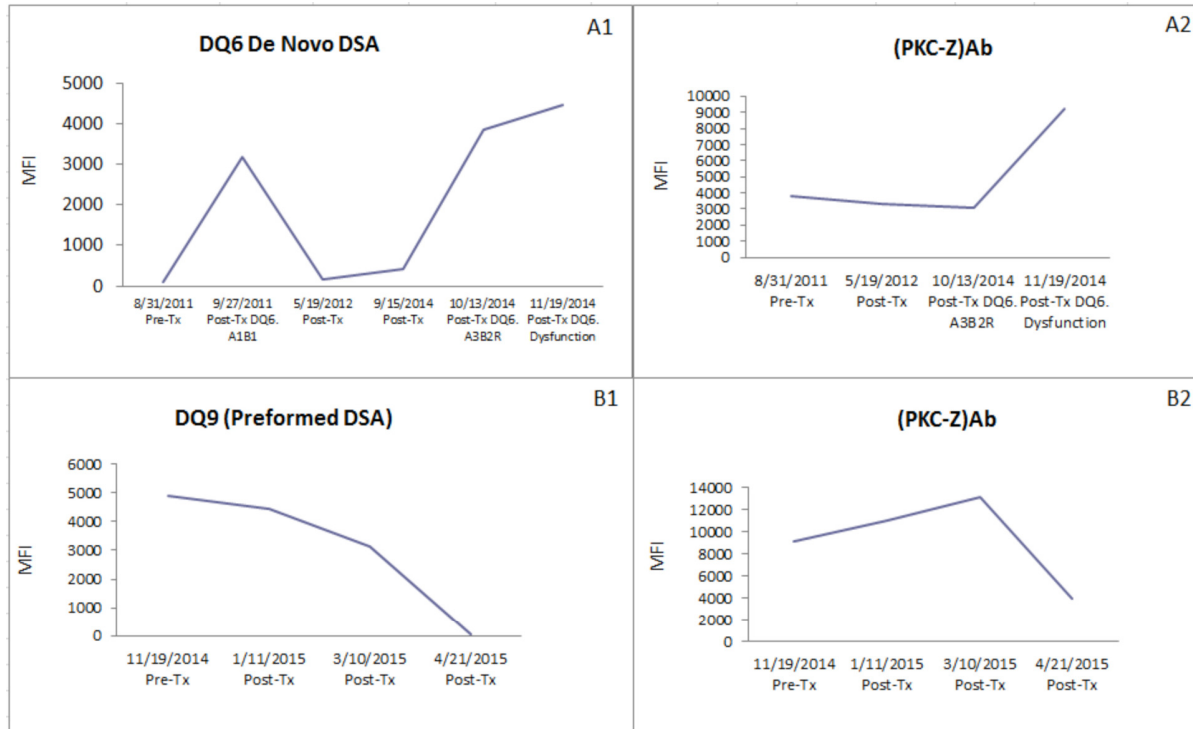 A1
DQ6 De Novo DSA
MFI
5000
4000
3000
2000
1000
0
8/31/2011 9/27/2011 5/19/2012 9/15/2014 10/13/2014 11/19/2014
Pre-Tx Post-Tx DQ6. Post-Tx Post-Tx Post-Tx DQ6. Post-Tx DQ6.
A1B1 A3B2R Dysfunction
A2
(PKC-Z)Ab
MFI
10000
9000
8000
7000
6000
5000
4000
3000
2000
1000
0
8/31/2011 5/19/2012 10/13/2014 11/19/2014
Pre-Tx Post-Tx Post-Tx DQ6. Post-Tx DQ6.
A3B2R Dysfunction
B1
DQ9 (Preformed DSA)
MFI
6000
5000
4000
3000
2000
1000
0
11/19/2014 1/11/2015 3/10/2015 4/21/2015
Pre-Tx Post-Tx Post-Tx Post-Tx
B2
(PKC-Z)Ab
MFI
14000
12000
10000
8000
6000
4000
2000
0
11/19/2014 1/11/2015 3/10/2015 4/21/2015
Pre-Tx Post-Tx Post-Tx Post-Tx